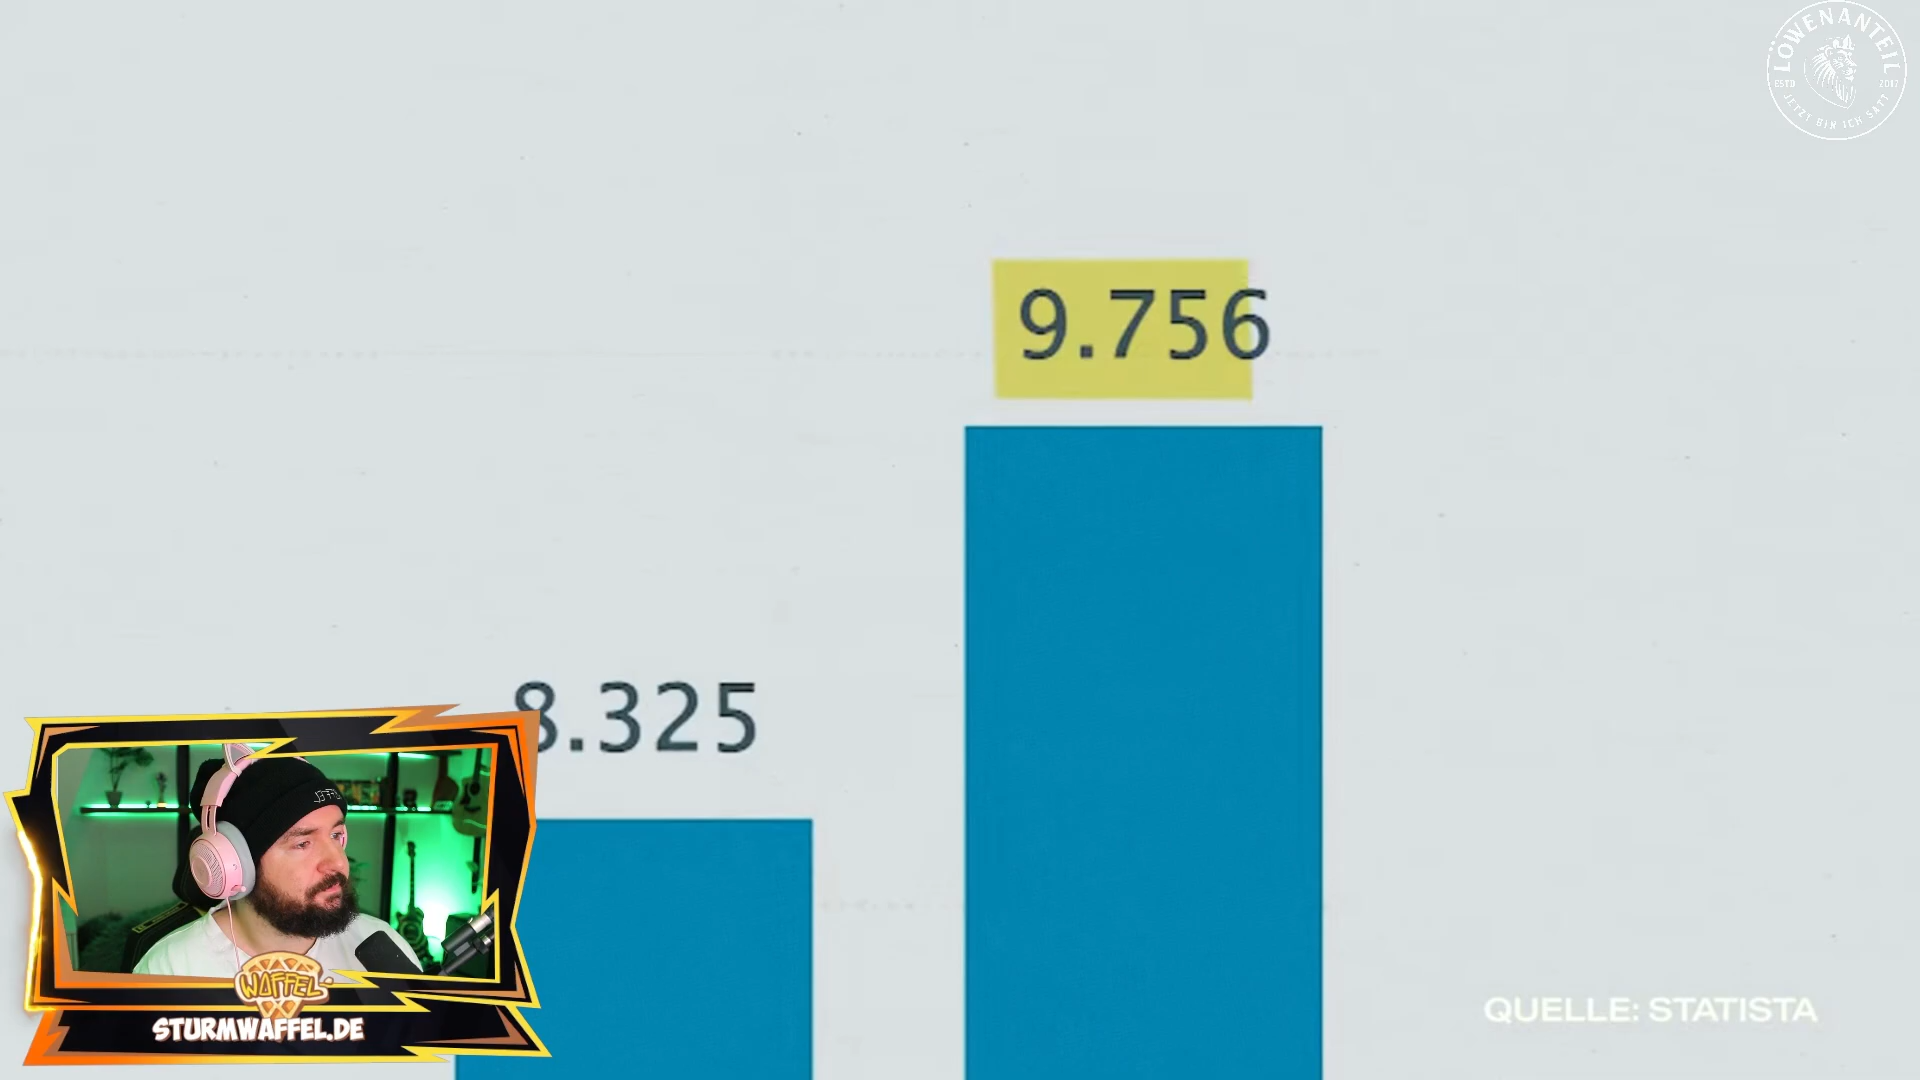 LÖWENANTEIL
ESTD 2017
JETZT BIN ICH SATT
9.756
8.325
WAFFEL
STURMWAFFEL.DE
QUELLE: STATISTA